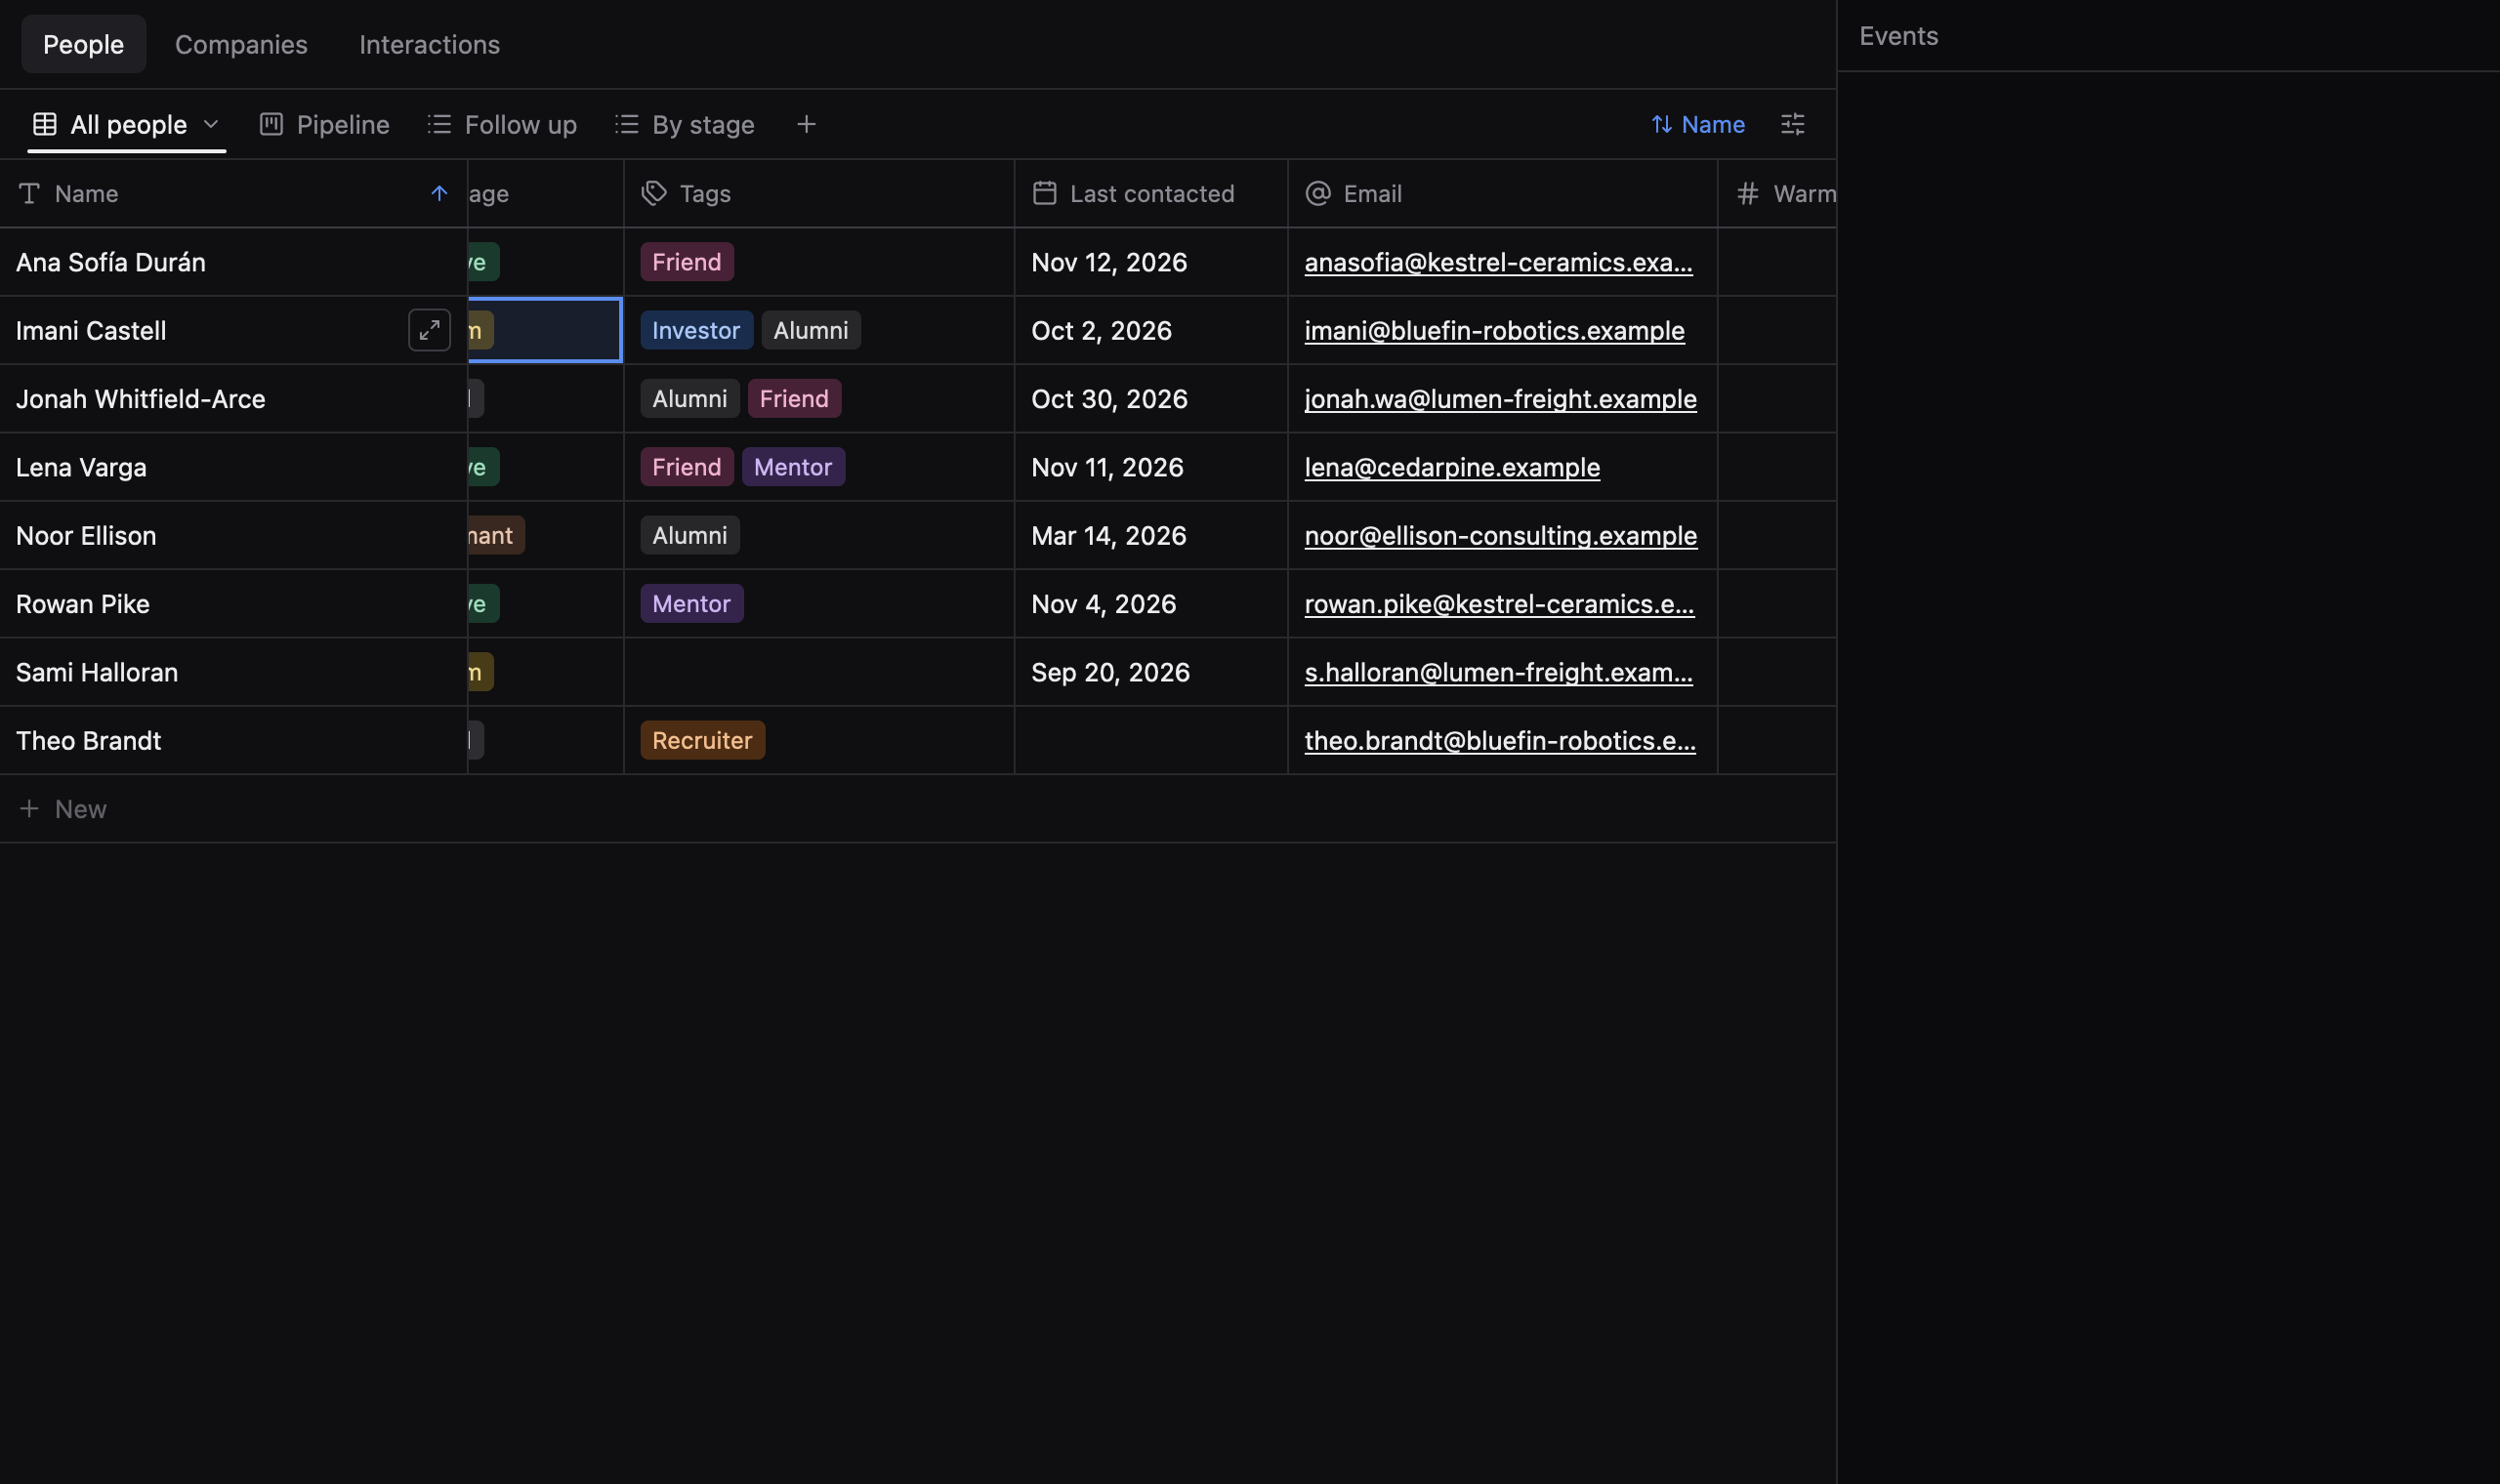 People Companies Interactions
Events
All people Pipeline Follow up By stage
Name
Name age Tags Last contacted Email Warm
Ana Sofía Durán ve Friend Nov 12, 2026 anasofia@kestrel-ceramics.exa...
Imani Castell m Investor Alumni Oct 2, 2026 imani@bluefin-robotics.example
Jonah Whitfield-Arce Alumni Friend Oct 30, 2026 jonah.wa@lumen-freight.example
Lena Varga ve Friend Mentor Nov 11, 2026 lena@cedarpine.example
Noor Ellison mant Alumni Mar 14, 2026 noor@ellison-consulting.example
Rowan Pike ve Mentor Nov 4, 2026 rowan.pike@kestrel-ceramics.e...
Sami Halloran m Sep 20, 2026 s.halloran@lumen-freight.exam...
Theo Brandt Recruiter theo.brandt@bluefin-robotics.e...
New